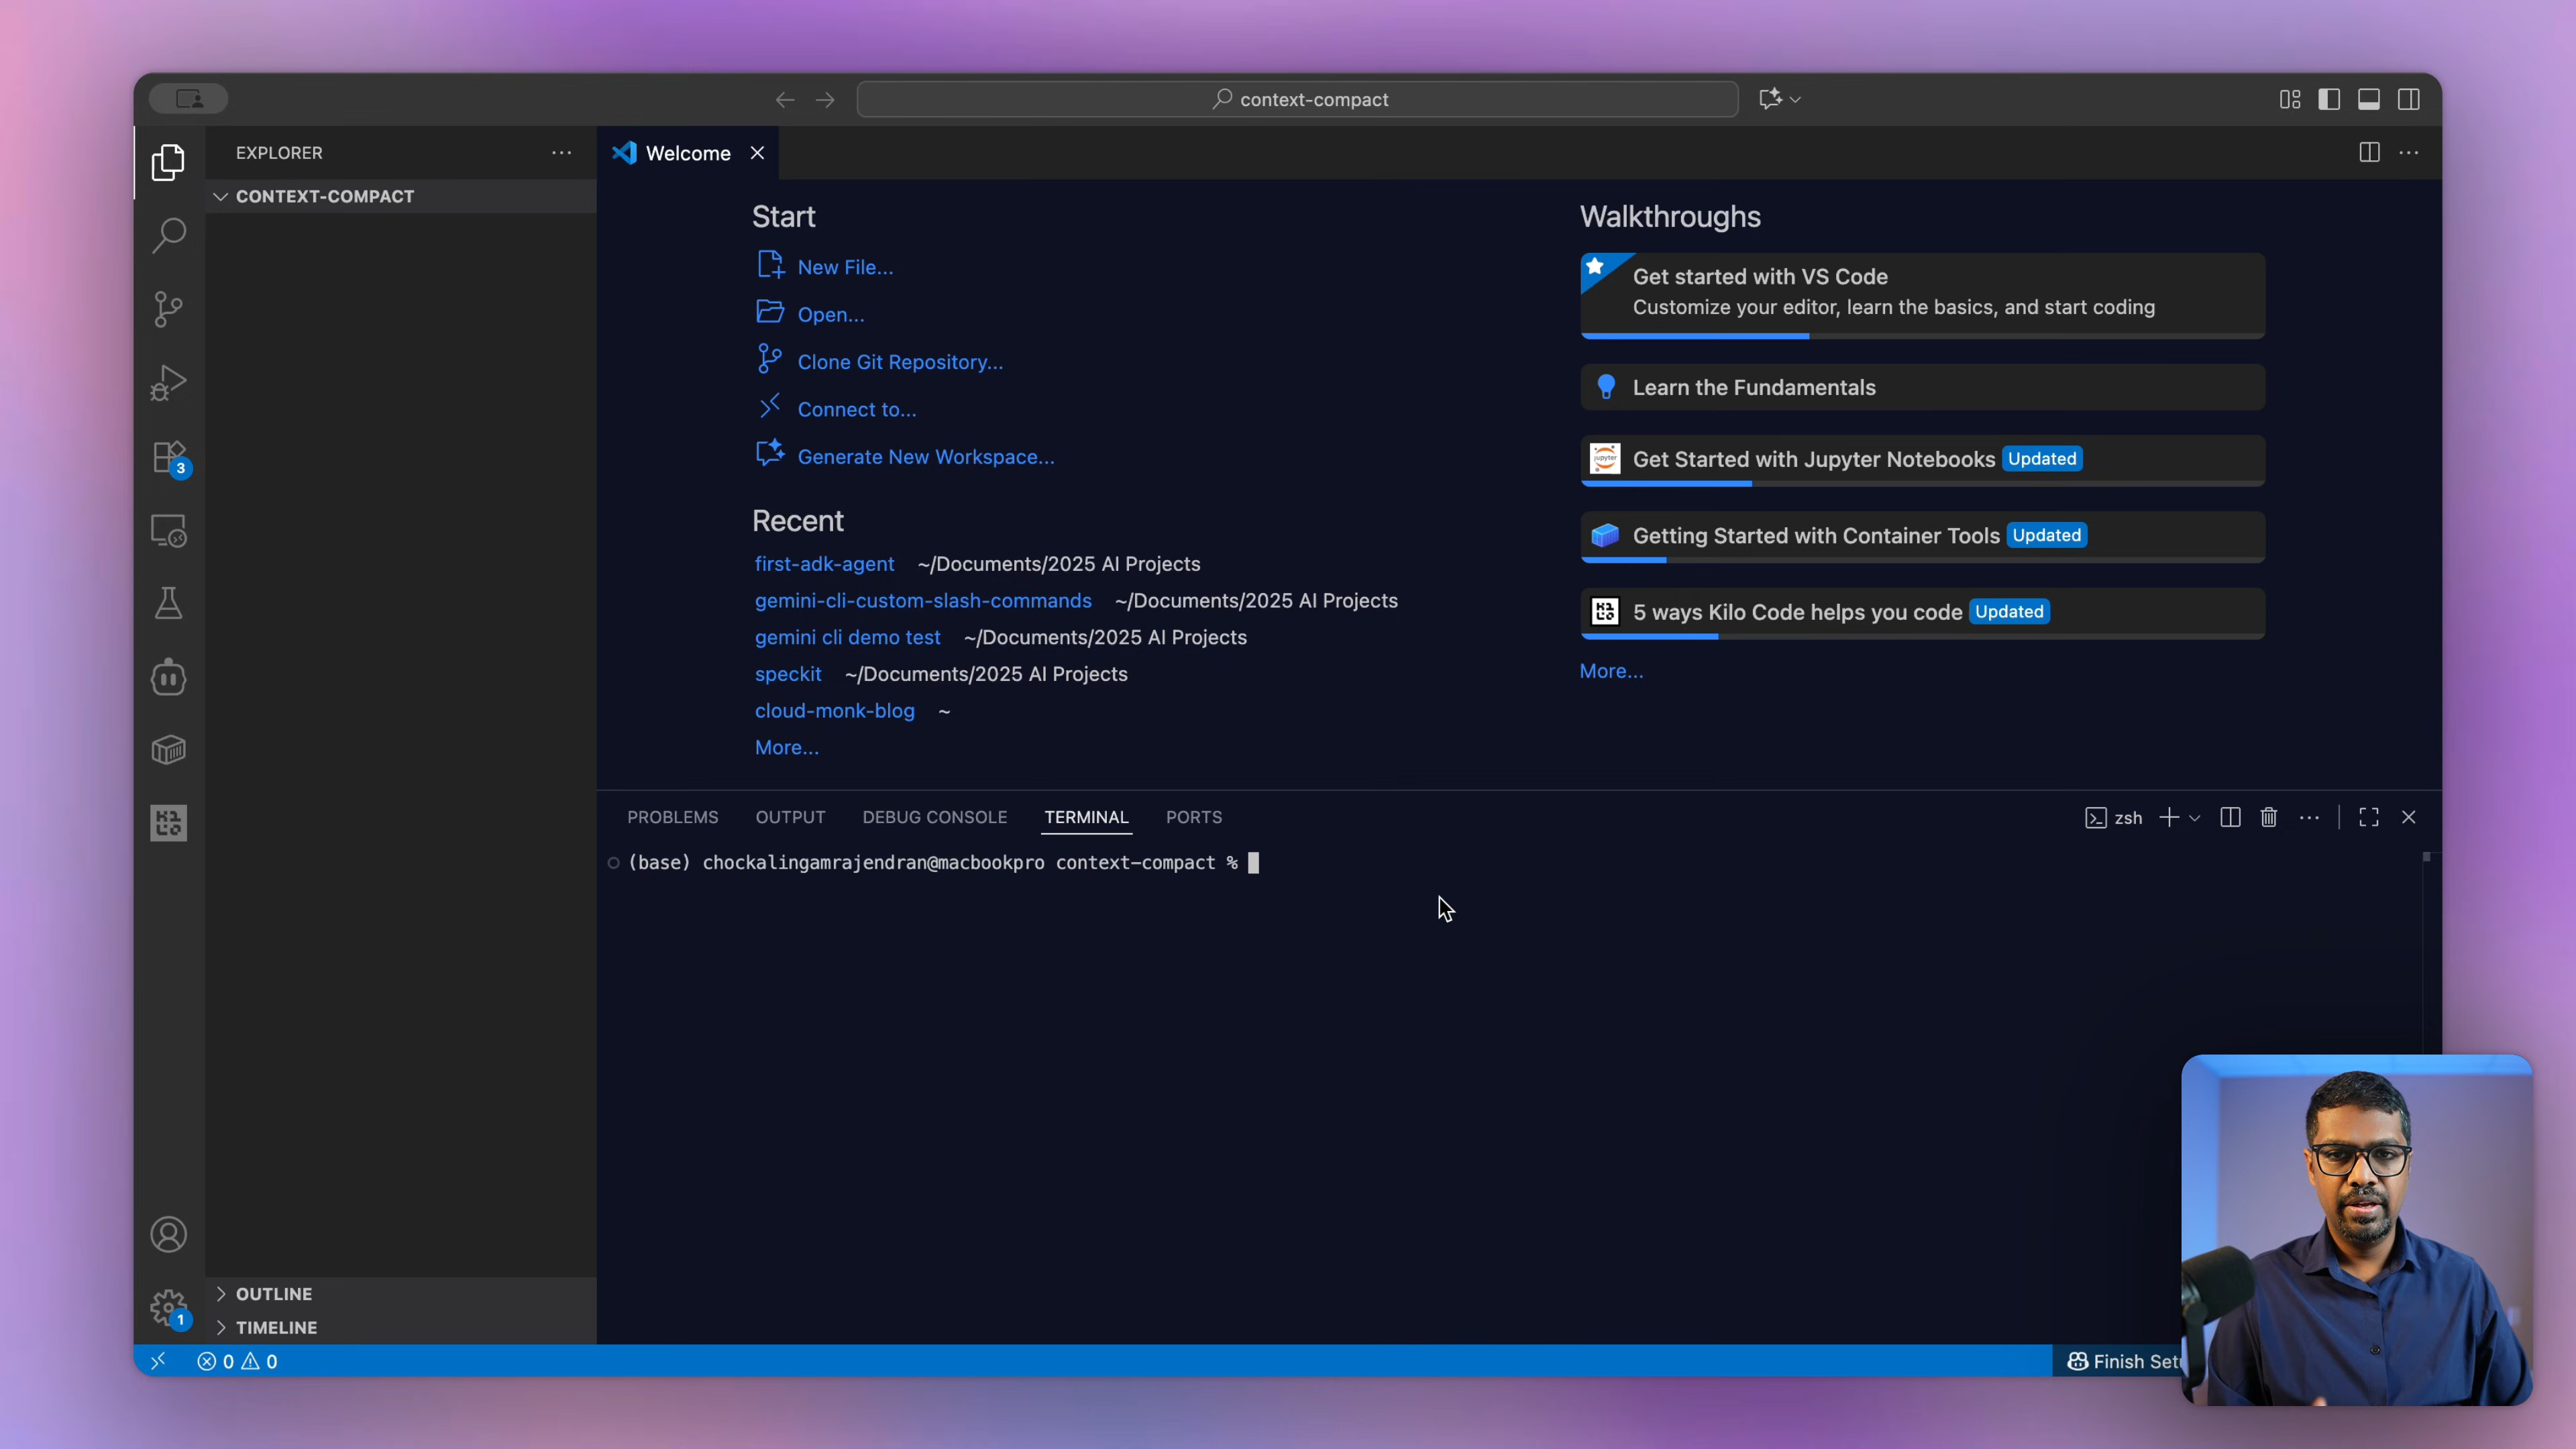 context-compact
EXPLORER
CONTEXT-COMPACT
Welcome
Start
New File...
Open...
Clone Git Repository...
Connect to...
Generate New Workspace...
Recent
first-adk-agent ~/Documents/2025 AI Projects
gemini-cli-custom-slash-commands ~/Documents/2025 AI Projects
gemini cli demo test ~/Documents/2025 AI Projects
speckit ~/Documents/2025 AI Projects
cloud-monk-blog ~
More...
Walkthroughs
Get started with VS Code
Customize your editor, learn the basics, and start coding
Learn the Fundamentals
jupyter
Get Started with Jupyter Notebooks Updated
Getting Started with Container Tools Updated
5 ways Kilo Code helps you code Updated
More...
3
PROBLEMS OUTPUT DEBUG CONSOLE TERMINAL PORTS
zsh
(base) chockalingamrajendran@macbookpro context-compact %
OUTLINE
TIMELINE
1
0 0
Finish Set